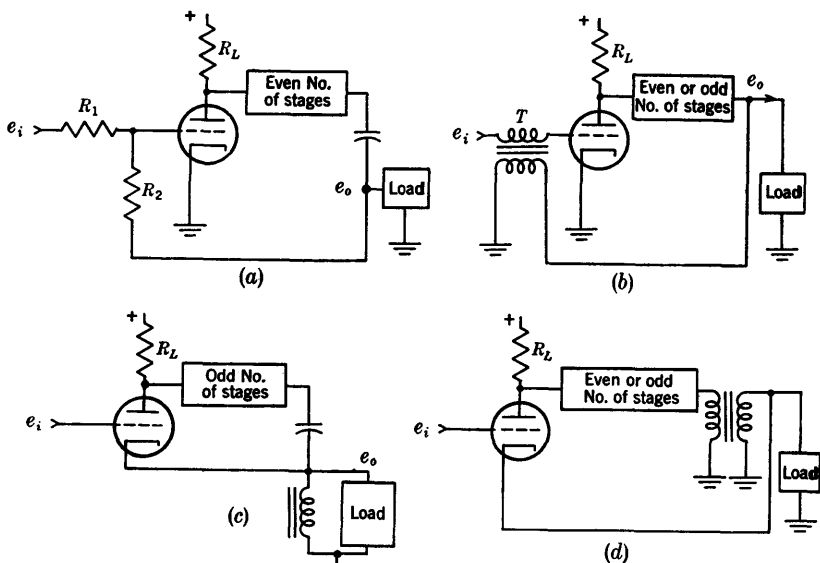 +
R_L
Even No.
of stages
R_1
e_i
R_2
e_o
Load
(a)
+
R_L
Even or odd
No. of stages
e_o
T
e_i
Load
(b)
+
R_L
Odd No.
of stages
e_i
e_o
Load
(c)
+
R_L
Even or odd
No. of stages
e_i
Load
(d)